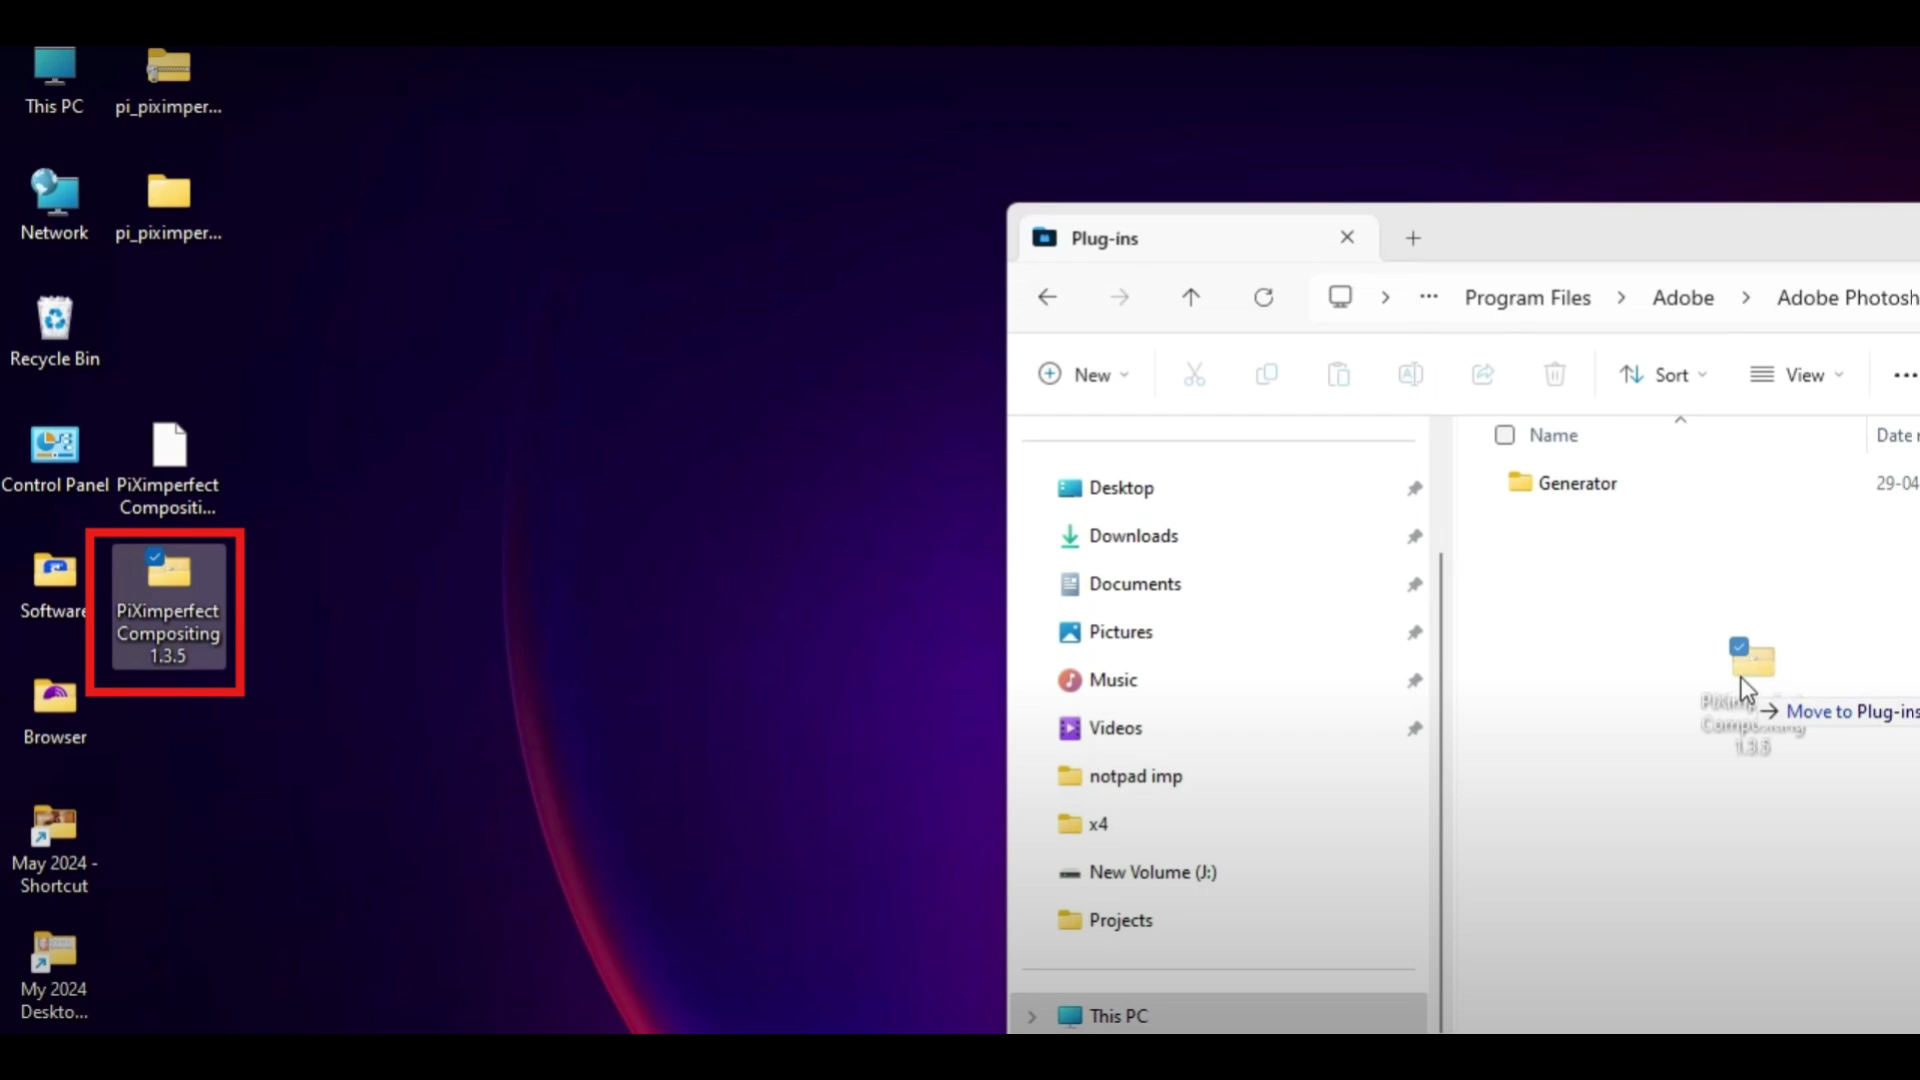 This PC
pi_piximper...
Network
pi_piximper...
Recycle Bin
Control Panel
PiXimperfect
Compositi...
Software
PiXimperfect
Compositing
1.3.5
Browser
May 2024 -
Shortcut
My 2024
Deskto...
Plug-ins
Program Files
Adobe
Adobe Photosh
New
Sort
View
Name
Date
Generator
29-04
Desktop
Downloads
Documents
Pictures
Music
Videos
notpad imp
x4
New Volume (J:)
Projects
This PC
Move to Plug-ins
1.3.5